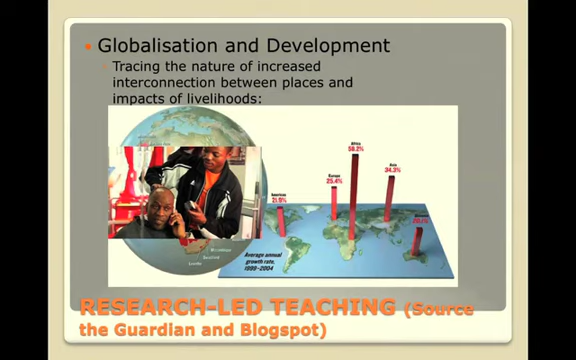 Globalisation and Development
Tracing the nature of increased
interconnection between places and
impacts of livelihoods:
Africa
58.2%
Asia
34.3%
Europe
25.4%
Americas
Average annual
growth rate,
1999–2004
RESEARCH-LED TEACHING (Source
the Guardian and Blogspot)